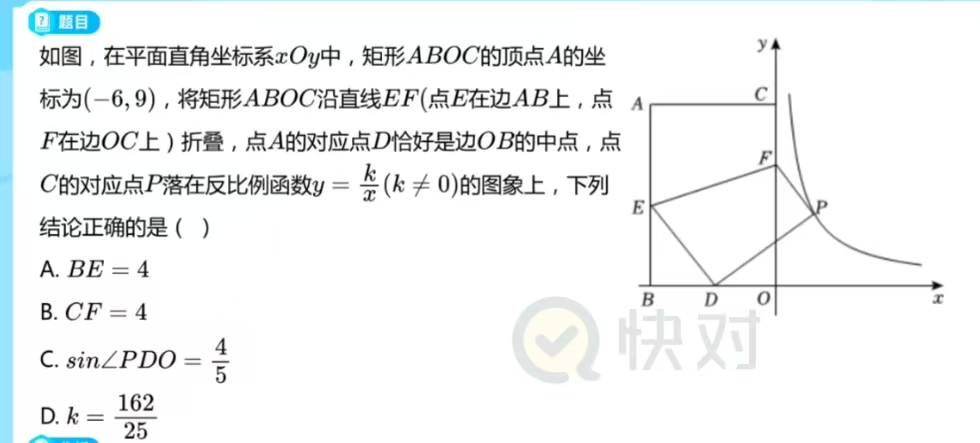 题目
如图，在平面直角坐标系xOy中，矩形ABOC的顶点A的坐
标为(−6,9)，将矩形ABOC沿直线EF(点E在边AB上，点
F在边OC上）折叠，点A的对应点D恰好是边OB的中点，点
C的对应点P落在反比例函数y = k/x (k ≠ 0)的图象上，下列
结论正确的是（ ）
A. BE = 4
B. CF = 4
C. sin∠PDO = 4/5
D. k = 162/25
y
A
C
F
E
P
B
D
O
x
快对